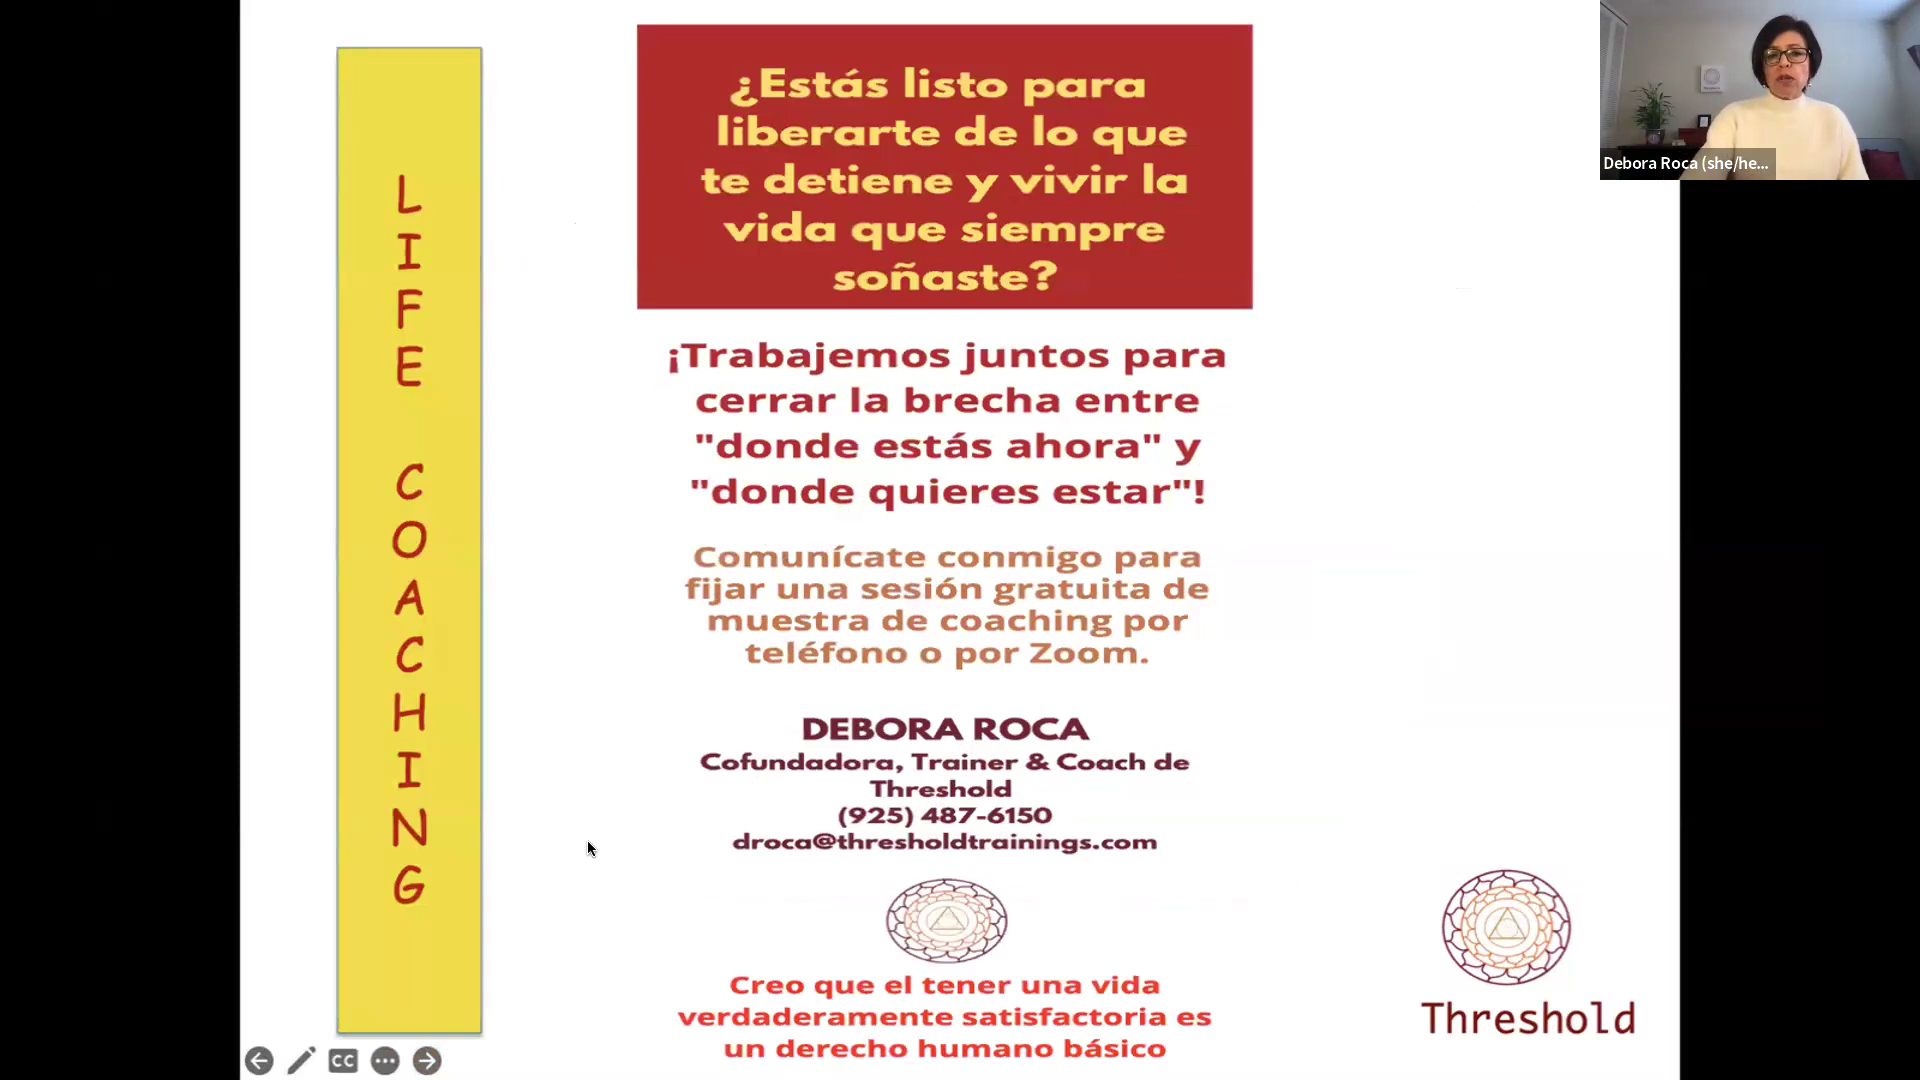 LIFE COACHING
¿Estás listo para
liberarte de lo que
te detiene y vivir la
vida que siempre
soñaste?
¡Trabajemos juntos para
cerrar la brecha entre
"donde estás ahora" y
"donde quieres estar"!
Comunícate conmigo para
fijar una sesión gratuita de
muestra de coaching por
teléfono o por Zoom.
DEBORA ROCA
Cofundadora, Trainer & Coach de
Threshold
(925) 487-6150
droca@thresholdtrainings.com
Creo que el tener una vida
verdaderamente satisfactoria es
un derecho humano básico
Threshold
Debora Roca (she/he...
CC